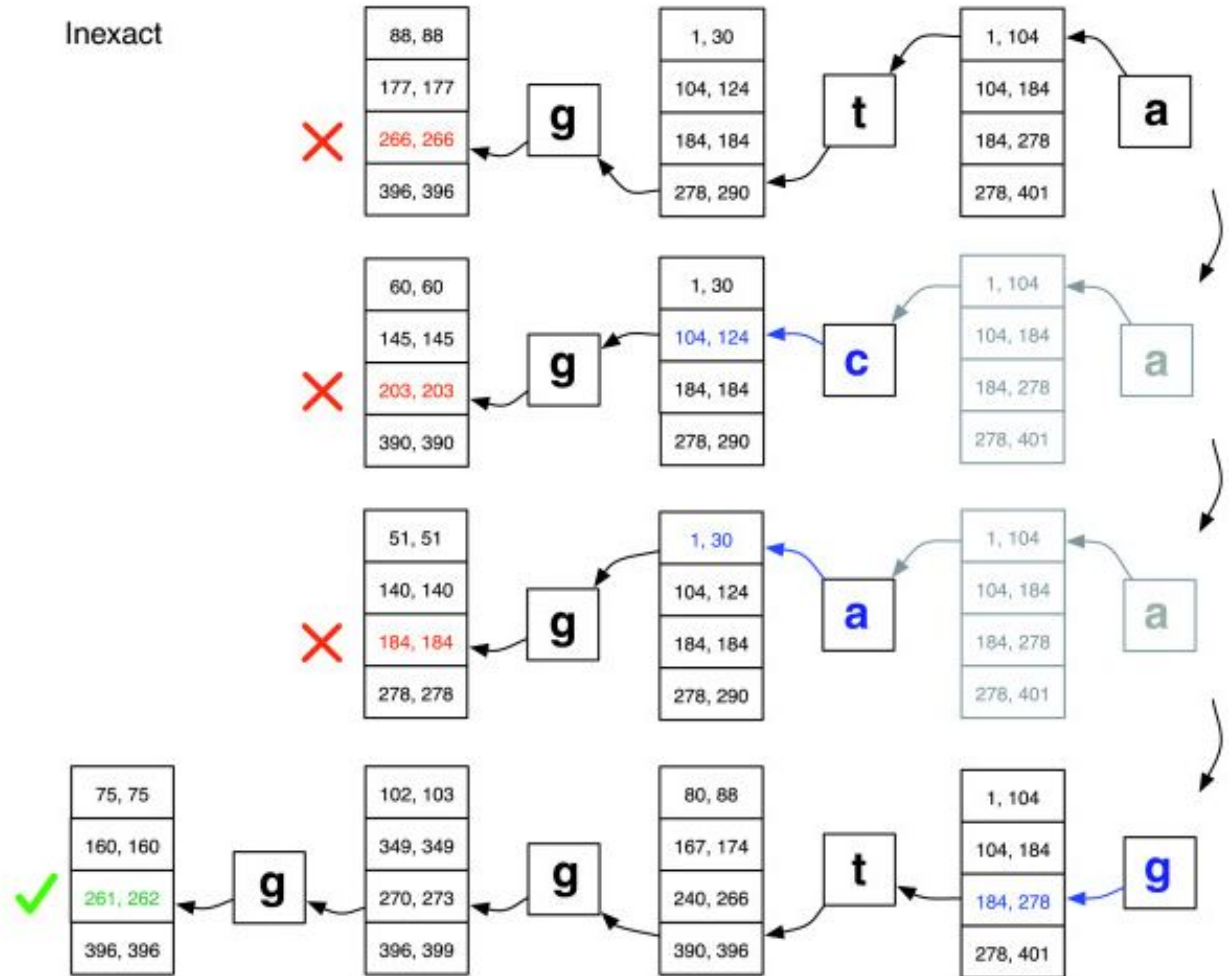 Inexact
88, 88 1, 30 1, 104
177, 177 g 104, 124 t 104, 184 a
266, 266 184, 184 184, 278
396, 396 278, 290 278, 401
60, 60 1, 30 1, 104
145, 145 g 104, 124 c 104, 184 a
203, 203 184, 184 184, 278
390, 390 278, 290 278, 401
51, 51 1, 30 1, 104
140, 140 g 104, 124 a 104, 184 a
184, 184 184, 184 184, 278
278, 278 278, 290 278, 401
75, 75 102, 103 80, 88 1, 104
160, 160 g 349, 349 g 167, 174 t 104, 184 g
261, 262 270, 273 240, 266 184, 278
396, 396 396, 399 390, 396 278, 401